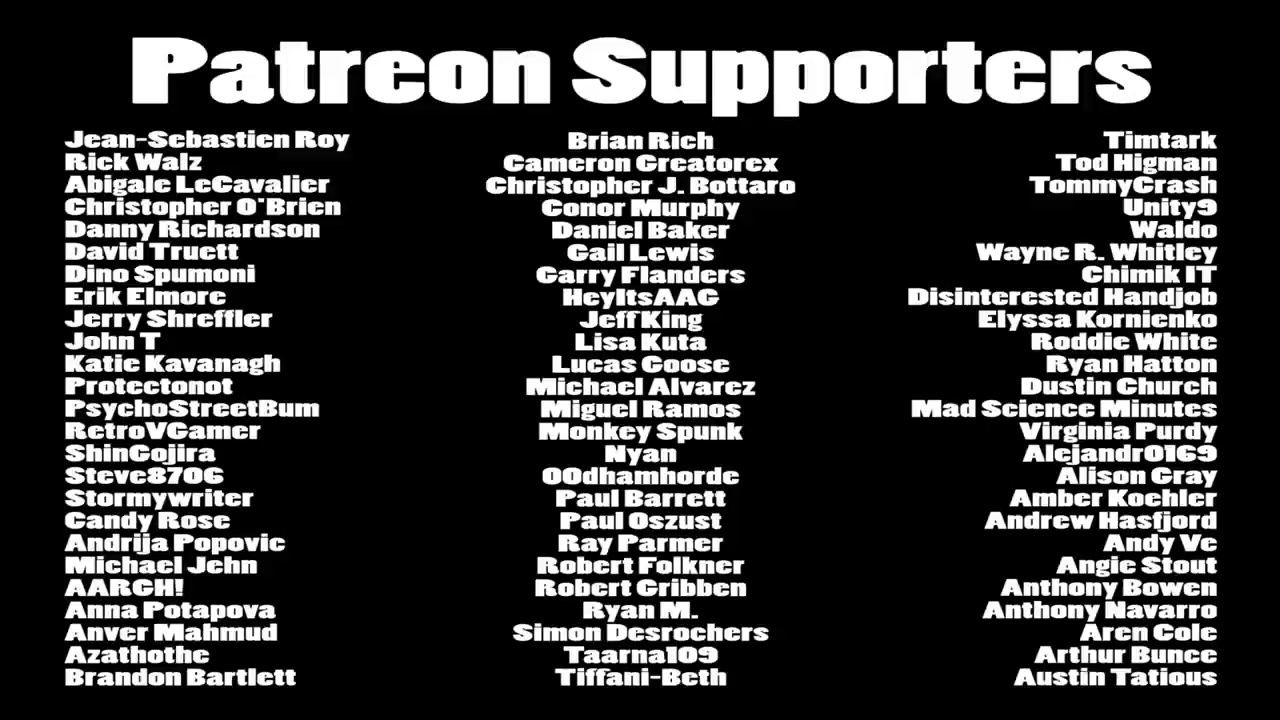 Patreon Supporters
Jean-Sebastien Roy
Rick Walz
Abigale LeCavalier
Christopher O'Brien
Danny Richardson
David Truett
Dino Spumoni
Erik Elmore
Jerry Shreffler
John T
Katie Kavanagh
Protectonot
PsychoStreetBum
RetroVGamer
ShinGojira
Steve8706
Stormywriter
Candy Rose
Andrija Popovic
Michael Jehn
AARGH!
Anna Potapova
Anver Mahmud
Azathothe
Brandon Bartlett
Brian Rich
Cameron Greatorex
Christopher J. Bottaro
Conor Murphy
Daniel Baker
Gail Lewis
Garry Flanders
HeyItsAAG
Jeff King
Lisa Kuta
Lucas Goose
Michael Alvarez
Miguel Ramos
Monkey Spunk
Nyan
OOdhamhorde
Paul Barrett
Paul Oszust
Ray Parmer
Robert Folkner
Robert Gribben
Ryan M.
Simon Desrochers
Taarna109
Tiffani-Beth
Timtark
Tod Higman
TommyCrash
Unity9
Waldo
Wayne R. Whitley
Chimik IT
Disinterested Handjob
Elyssa Kornienko
Roddie White
Ryan Hatton
Dustin Church
Mad Science Minutes
Virginia Purdy
Alejandr0169
Alison Gray
Amber Koehler
Andrew Hasfjord
Andy Ve
Angie Stout
Anthony Bowen
Anthony Navarro
Aren Cole
Arthur Bunce
Austin Tatious